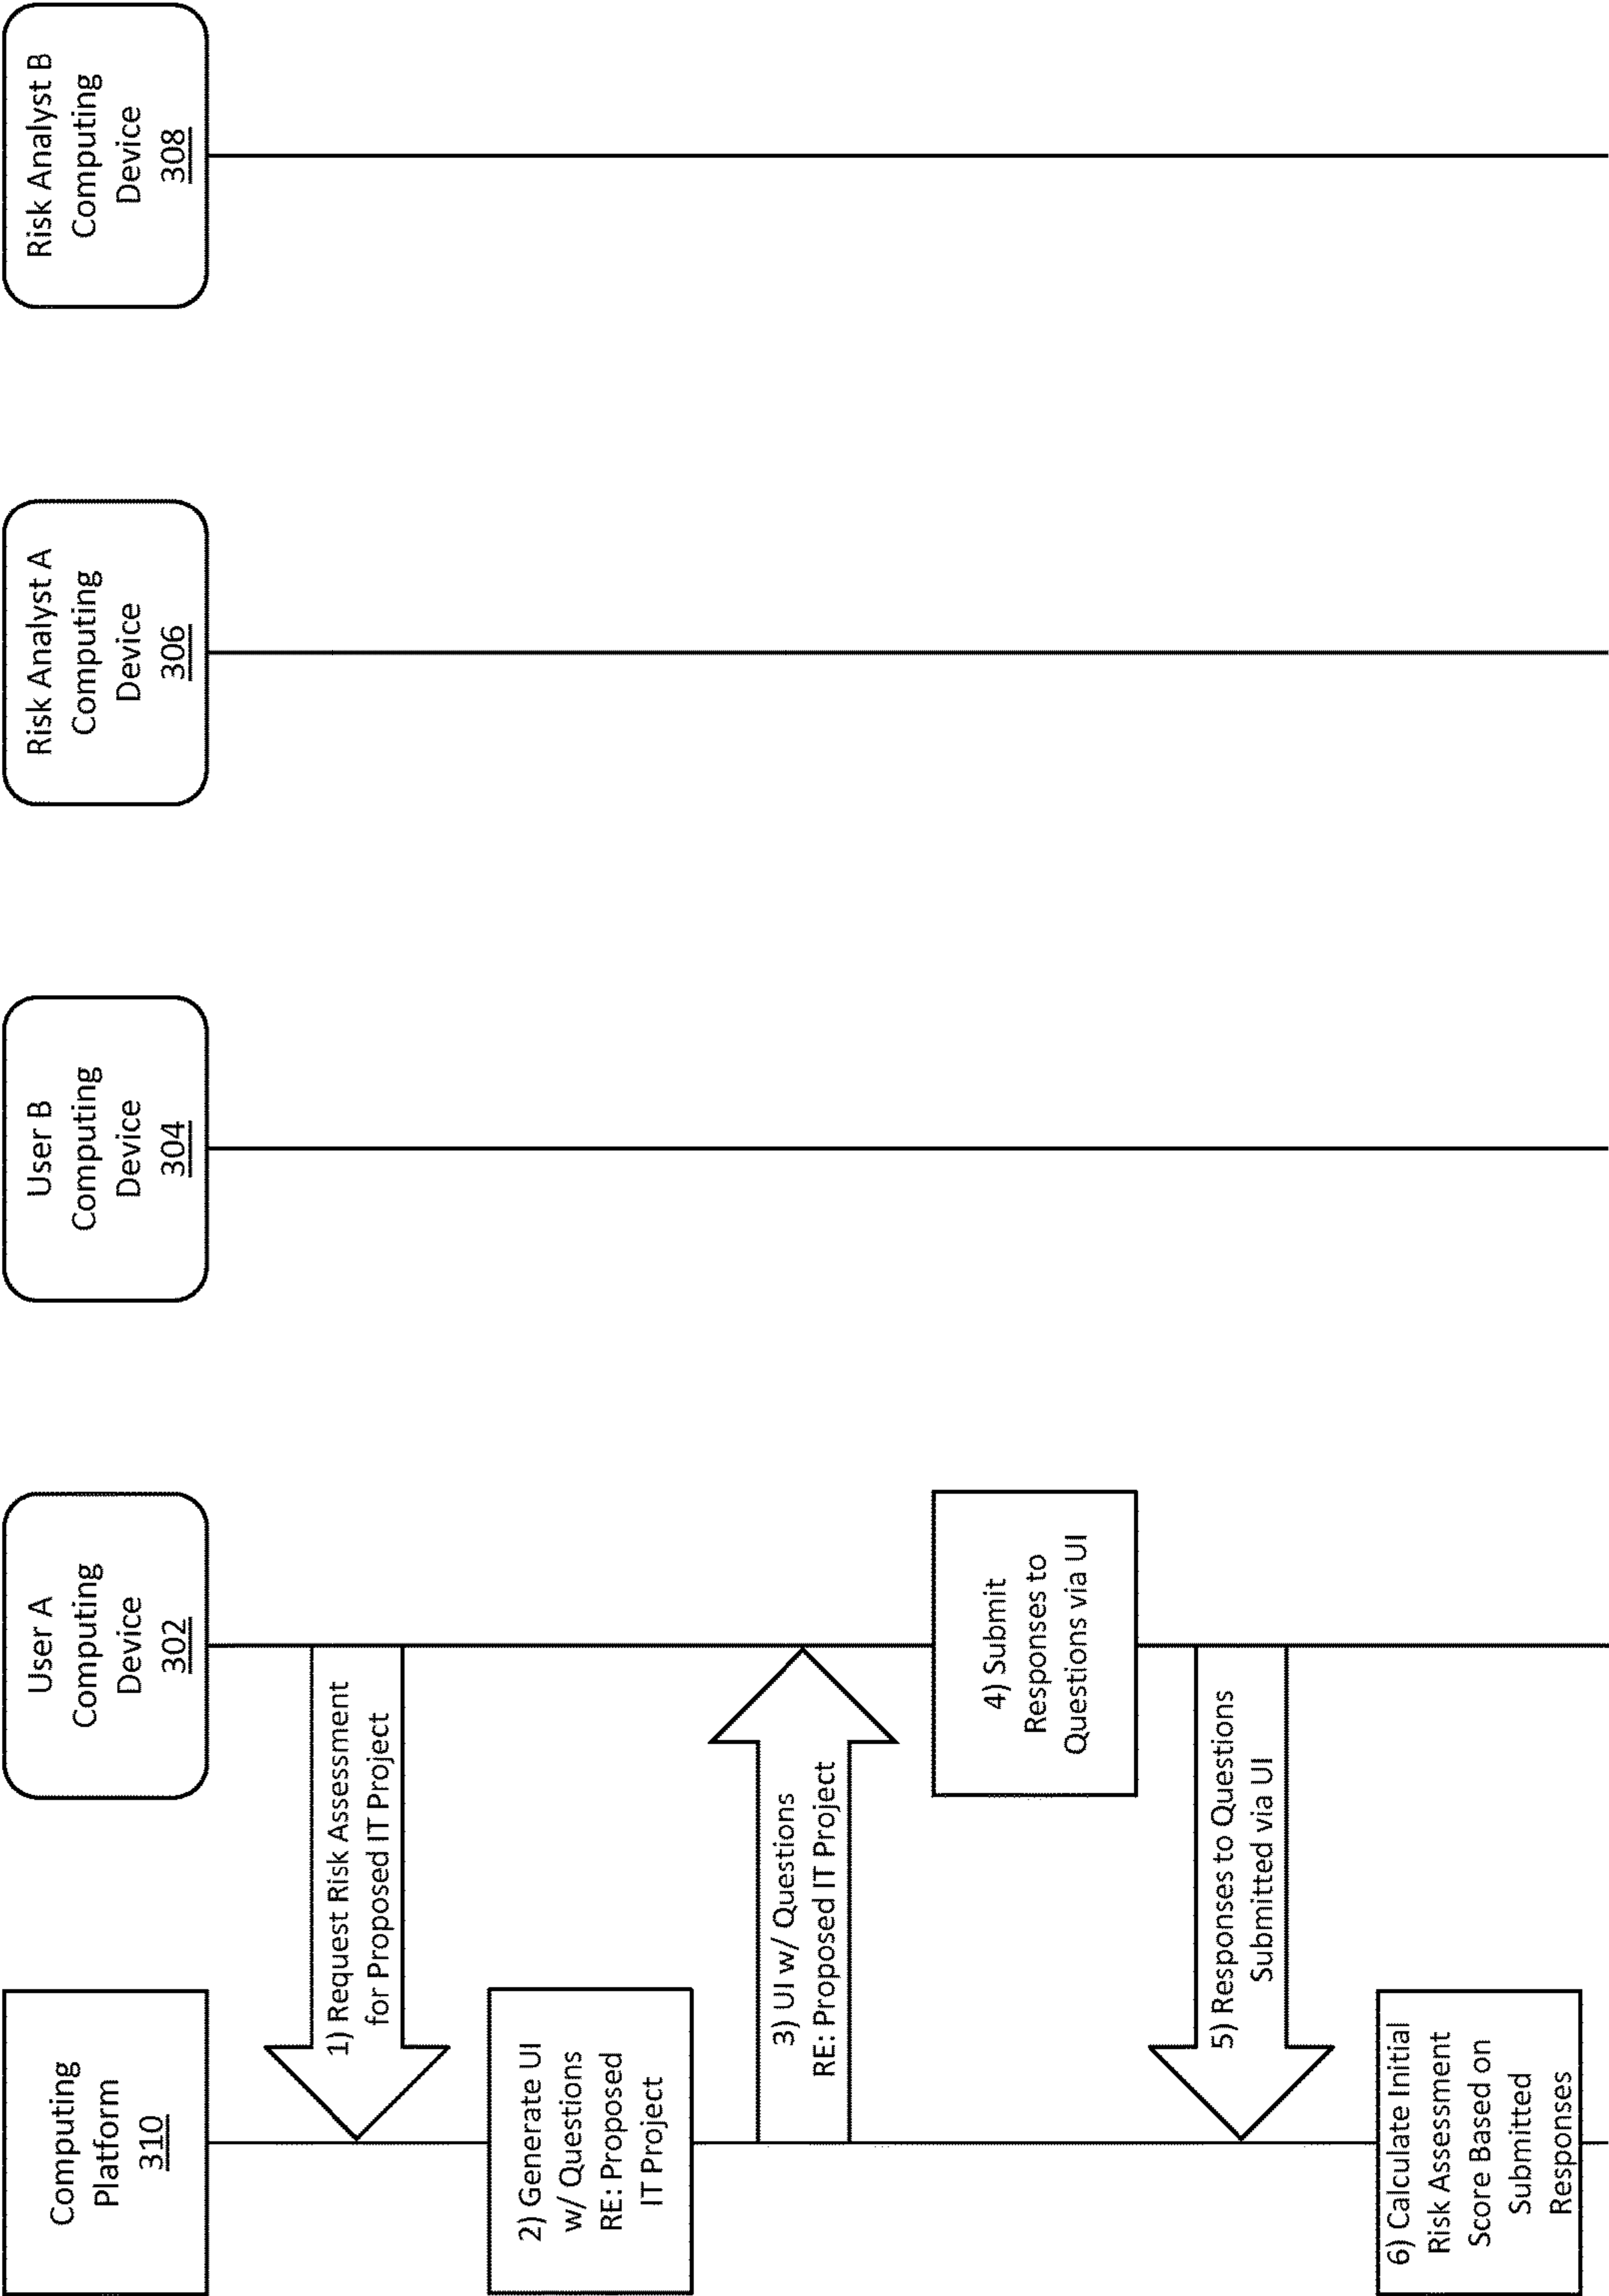 Computing
Platform
310
User A
Computing
Device
302
User B
Computing
Device
304
Risk Analyst A
Computing
Device
306
Risk Analyst B
Computing
Device
308
1) Request Risk Assessment
for Proposed IT Project
2) Generate UI
w/ Questions
RE: Proposed
IT Project
3) UI w/ Questions
RE: Proposed IT Project
4) Submit
Responses to
Questions via UI
5) Responses to Questions
Submitted via UI
6) Calculate Initial
Risk Assessment
Score Based on
Submitted
Responses